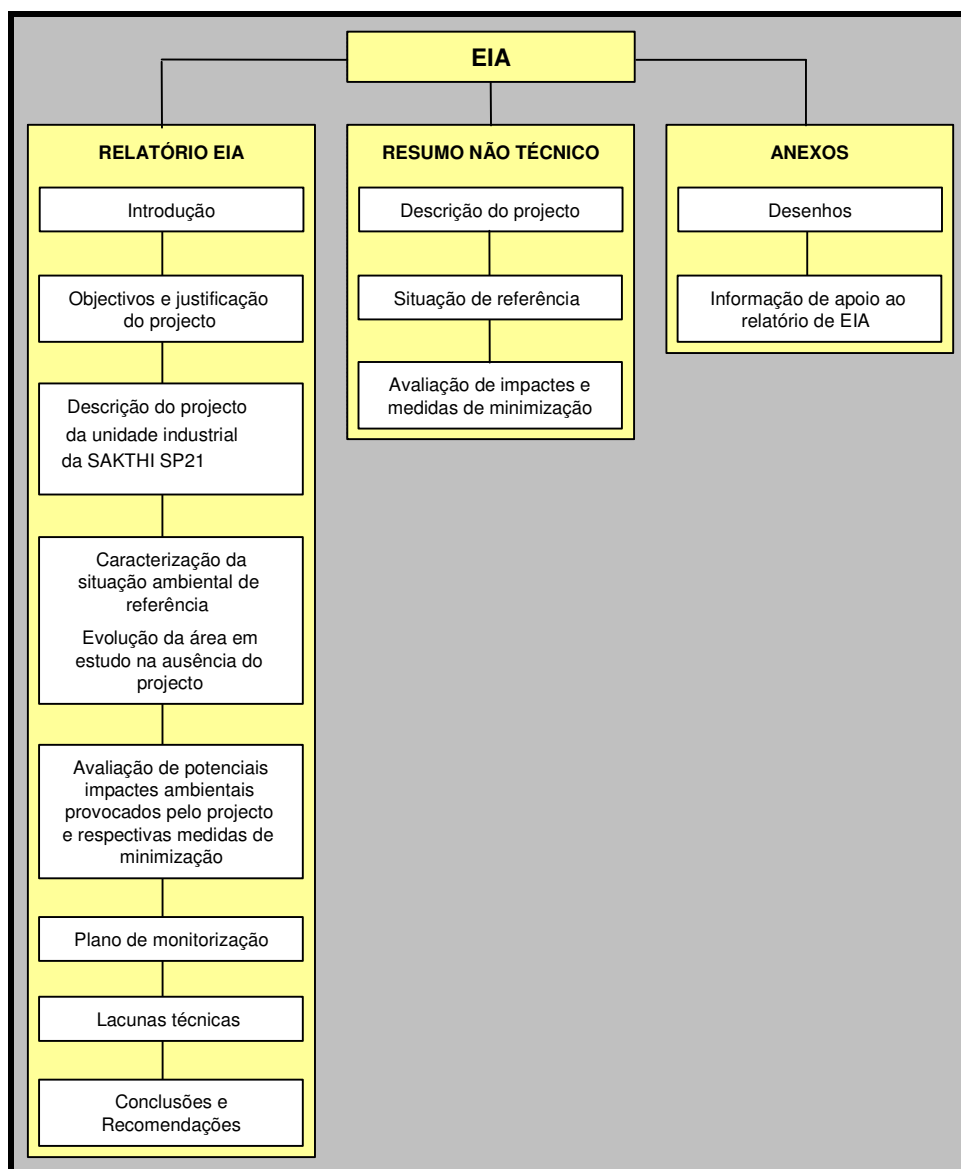 EIA
RELATÓRIO EIA
Introdução
Objectivos e justificação
do projecto
Descrição do projecto
da unidade industrial
da SAKTHI SP21
Caracterização da
situação ambiental de
referência
Evolução da área em
estudo na ausência do
projecto
Avaliação de potenciais
impactes ambientais
provocados pelo projecto
e respectivas medidas de
minimização
Plano de monitorização
Lacunas técnicas
Conclusões e
Recomendações
RESUMO NÃO TÉCNICO
Descrição do projecto
Situação de referência
Avaliação de impactes e
medidas de minimização
ANEXOS
Desenhos
Informação de apoio ao
relatório de EIA